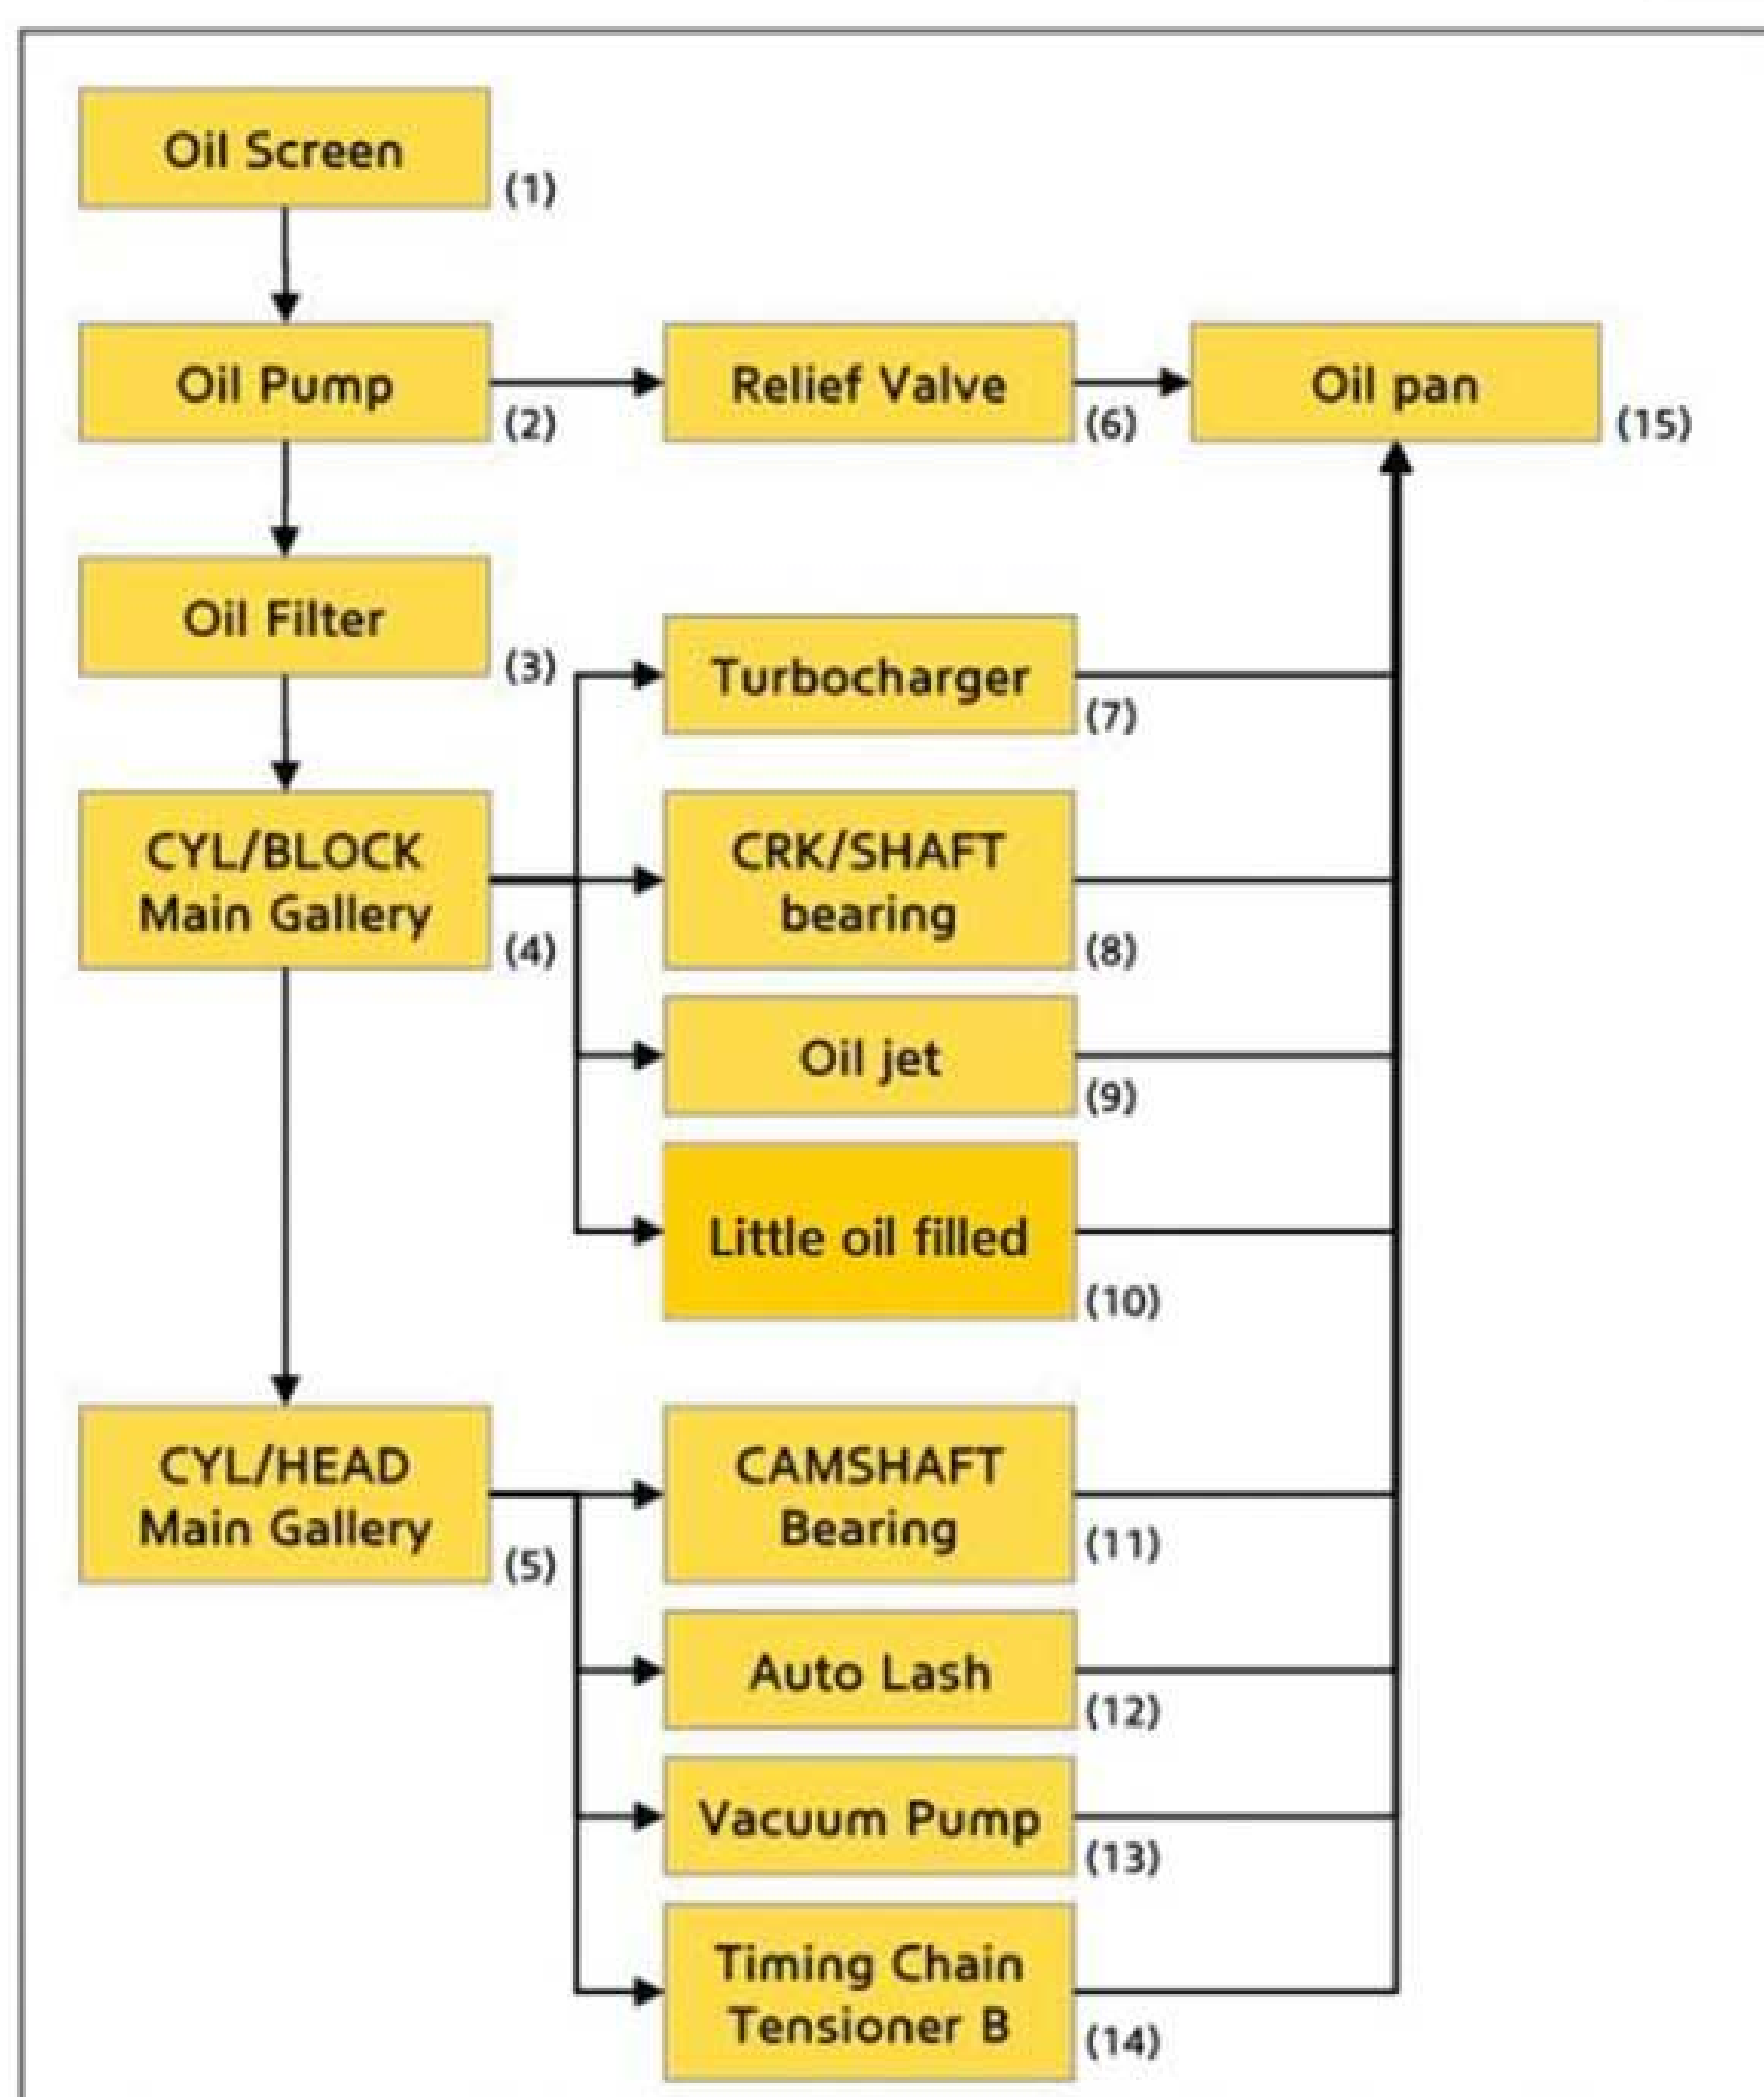 Oil Screen
(1)
Oil Pump
(2)
Relief Valve
(6)
Oil pan
(15)
Oil Filter
(3)
Turbocharger
(7)
CYL/BLOCK
Main Gallery
(4)
CRK/SHAFT
bearing
(8)
Oil jet
(9)
Little oil filled
(10)
CYL/HEAD
Main Gallery
(5)
CAMSHAFT
Bearing
(11)
Auto Lash
(12)
Vacuum Pump
(13)
Timing Chain
Tensioner B
(14)